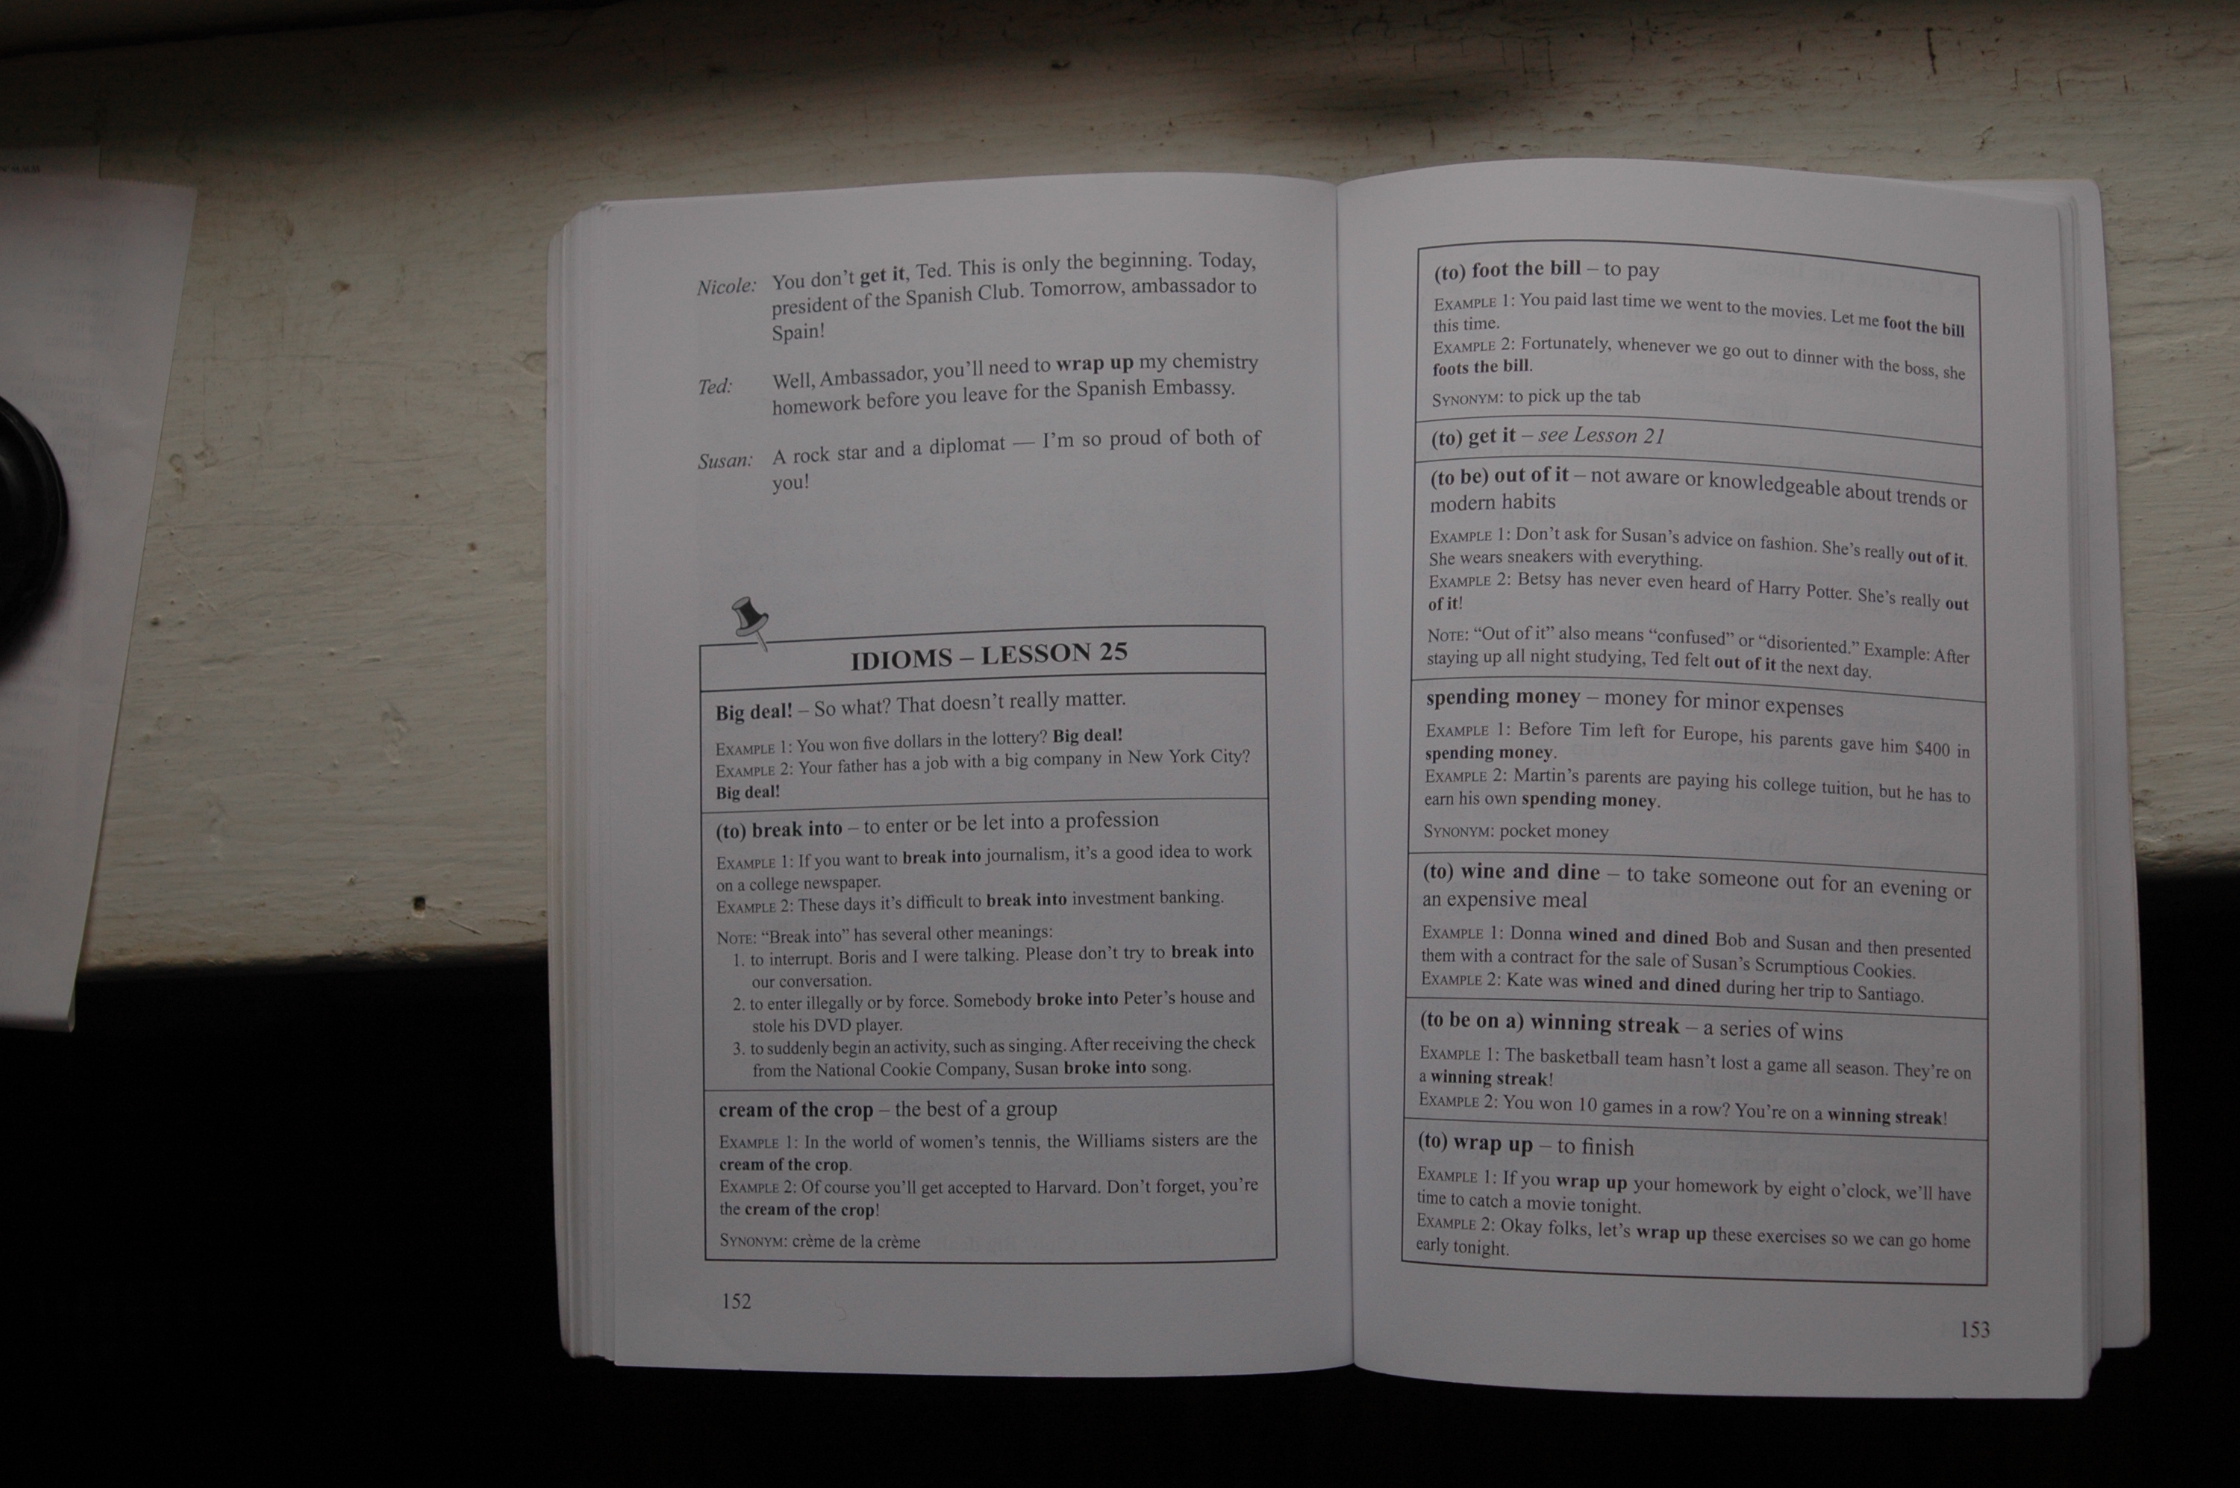 Nicole: You don't get it, Ted. This is only the beginning. Today,
president of the Spanish Club. Tomorrow, ambassador to
Spain!
Ted: Well, Ambassador, you'll need to wrap up my chemistry
homework before you leave for the Spanish Embassy.
Susan: A rock star and a diplomat — I'm so proud of both of
you!
IDIOMS – LESSON 25
Big deal! – So what? That doesn't really matter.
EXAMPLE 1: You won five dollars in the lottery? Big deal!
EXAMPLE 2: Your father has a job with a big company in New York City?
Big deal!
(to) break into – to enter or be let into a profession
EXAMPLE 1: If you want to break into journalism, it's a good idea to work
on a college newspaper.
EXAMPLE 2: These days it's difficult to break into investment banking.
NOTE: "Break into" has several other meanings:
1. to interrupt. Boris and I were talking. Please don't try to break into
our conversation.
2. to enter illegally or by force. Somebody broke into Peter's house and
stole his DVD player.
3. to suddenly begin an activity, such as singing. After receiving the check
from the National Cookie Company, Susan broke into song.
cream of the crop – the best of a group
EXAMPLE 1: In the world of women's tennis, the Williams sisters are the
cream of the crop.
EXAMPLE 2: Of course you'll get accepted to Harvard. Don't forget, you're
the cream of the crop!
SYNONYM: crème de la crème
152
(to) foot the bill – to pay
EXAMPLE 1: You paid last time we went to the movies. Let me foot the bill
this time.
EXAMPLE 2: Fortunately, whenever we go out to dinner with the boss, she
foots the bill.
SYNONYM: to pick up the tab
(to) get it – see Lesson 21
(to be) out of it – not aware or knowledgeable about trends or
modern habits
EXAMPLE 1: Don't ask for Susan's advice on fashion. She's really out of it.
She wears sneakers with everything.
EXAMPLE 2: Betsy has never even heard of Harry Potter. She's really out
of it!
NOTE: "Out of it" also means "confused" or "disoriented." Example: After
staying up all night studying, Ted felt out of it the next day.
spending money – money for minor expenses
EXAMPLE 1: Before Tim left for Europe, his parents gave him $400 in
spending money.
EXAMPLE 2: Martin's parents are paying his college tuition, but he has to
earn his own spending money.
SYNONYM: pocket money
(to) wine and dine – to take someone out for an evening or
an expensive meal
EXAMPLE 1: Donna wined and dined Bob and Susan and then presented
them with a contract for the sale of Susan's Scrumptious Cookies.
EXAMPLE 2: Kate was wined and dined during her trip to Santiago.
(to be on a) winning streak – a series of wins
EXAMPLE 1: The basketball team hasn't lost a game all season. They're on
a winning streak!
EXAMPLE 2: You won 10 games in a row? You're on a winning streak!
(to) wrap up – to finish
EXAMPLE 1: If you wrap up your homework by eight o'clock, we'll have
time to catch a movie tonight.
EXAMPLE 2: Okay folks, let's wrap up these exercises so we can go home
early tonight.
153